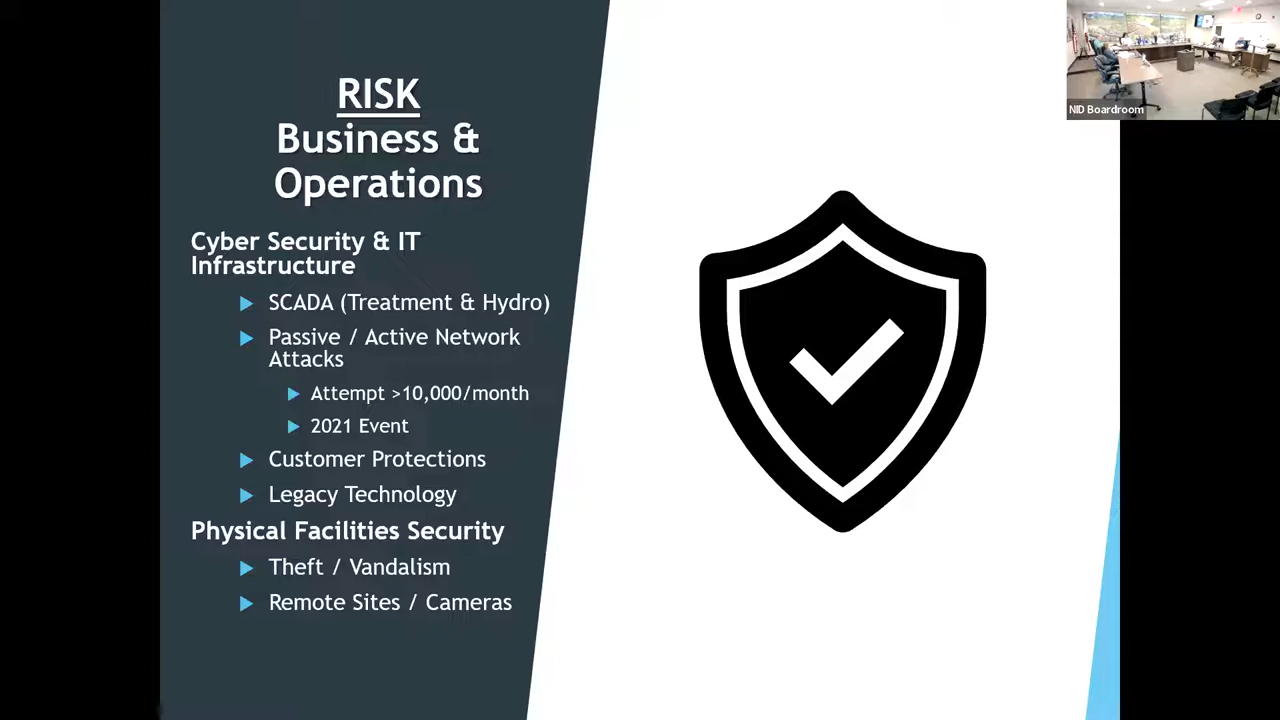 RISK
Business &
Operations
Cyber Security & IT
Infrastructure
SCADA (Treatment & Hydro)
Passive / Active Network
Attacks
Attempt >10,000/month
2021 Event
Customer Protections
Legacy Technology
Physical Facilities Security
Theft / Vandalism
Remote Sites / Cameras
NID Boardroom